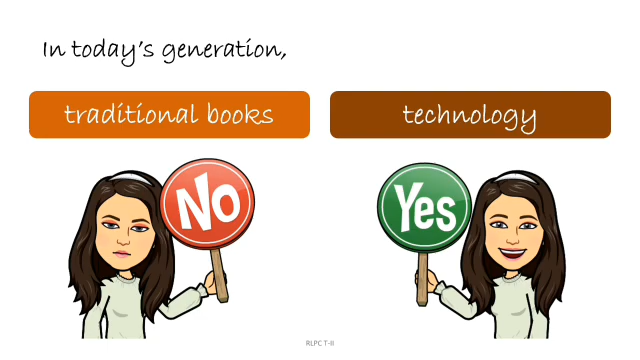 In today's generation,
traditional books
technology
No
Yes
RLPC T-II